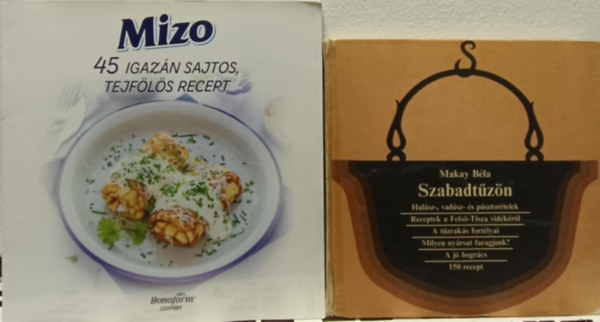 Mizo
45 IGAZÁN SAJTOS,
TEJFÖLÖS RECEPT
Bonafarm
CSOPORT
Makay Béla
Szabadtűzön
Halász-, vadász- és pásztorételek
Receptek a Felső-Tisza vidékéről
A tűzrakás fortélyai
Milyen nyársat faragjunk?
A jó bogrács
150 recept